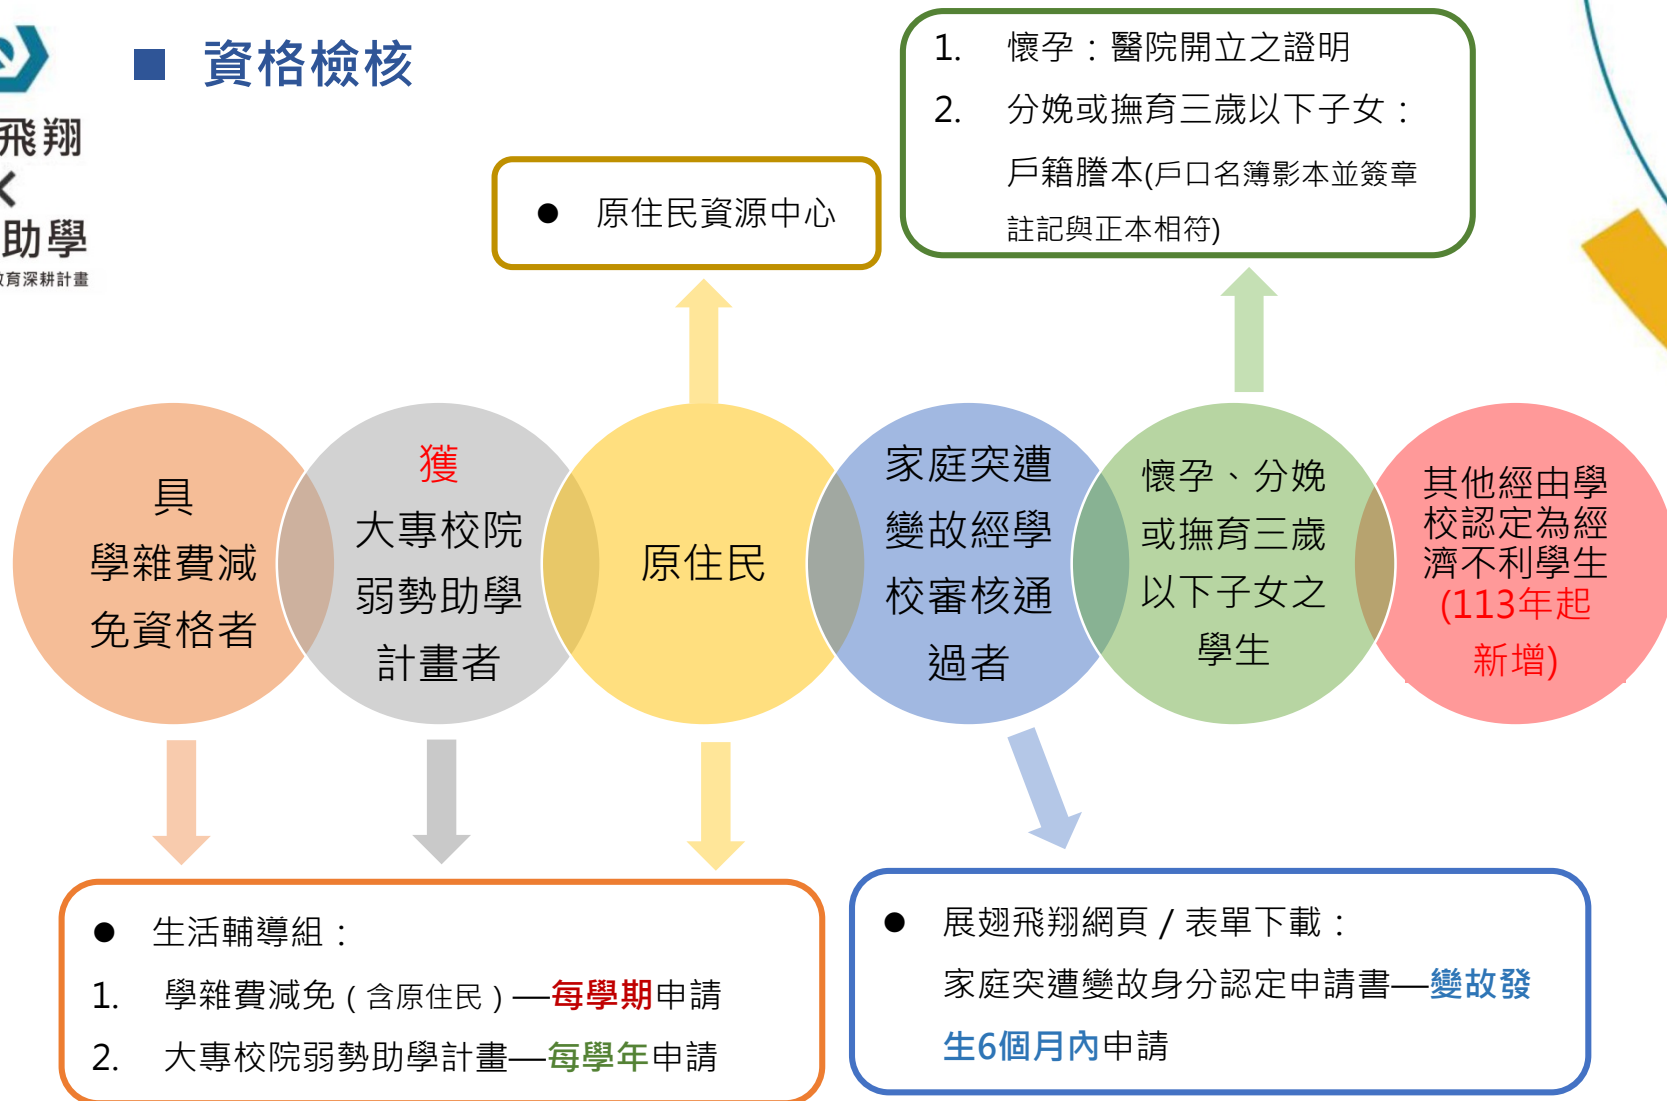 飛翔
助學
教育深耕計畫
■ 資格檢核
1. 懷孕：醫院開立之證明
2. 分娩或撫育三歲以下子女：
戶籍謄本(戶口名簿影本並簽章
註記與正本相符)
● 原住民資源中心
具
學雜費減
免資格者
獲
大專校院
弱勢助學
計畫者
原住民
家庭突遭
變故經學
校審核通
過者
懷孕、分娩
或撫育三歲
以下子女之
學生
其他經由學
校認定為經
濟不利學生
(113年起
新增)
● 生活輔導組：
1. 學雜費減免（含原住民）—每學期申請
2. 大專校院弱勢助學計畫—每學年申請
● 展翅飛翔網頁 / 表單下載：
家庭突遭變故身分認定申請書—變故發
生6個月內申請